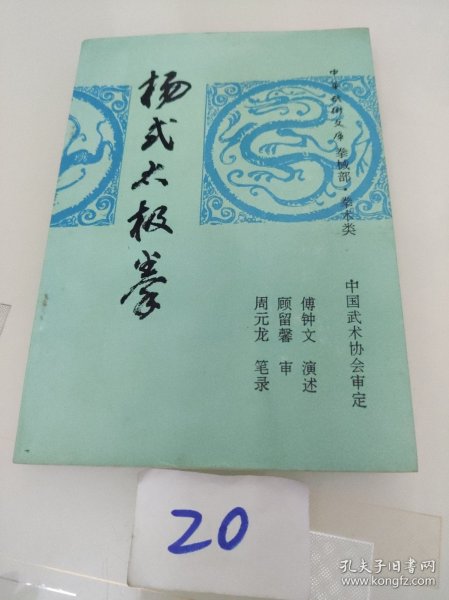 中华武术文库 拳械部·拳术类
杨式太极拳
中国武术协会审定
傅钟文 演述
顾留馨 审
周元龙 笔录
20
孔夫子旧书网
www.kongfz.com